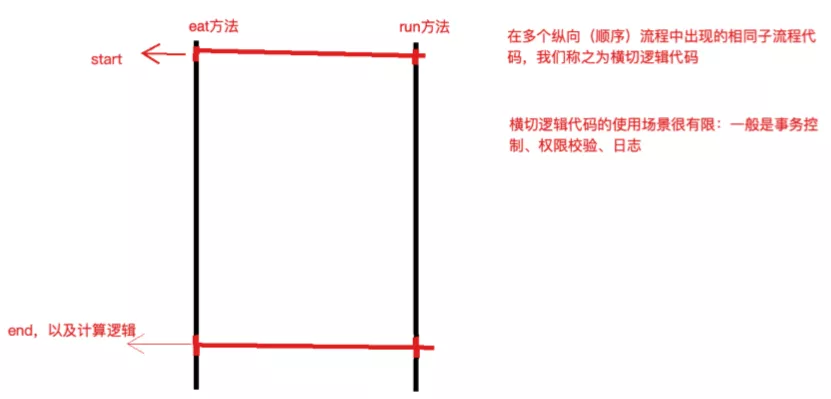 eat方法
run方法
start
在多个纵向（顺序）流程中出现的相同子流程代
码，我们称之为横切逻辑代码
横切逻辑代码的使用场景很有限：一般是事务控
制、权限校验、日志
end，以及计算逻辑